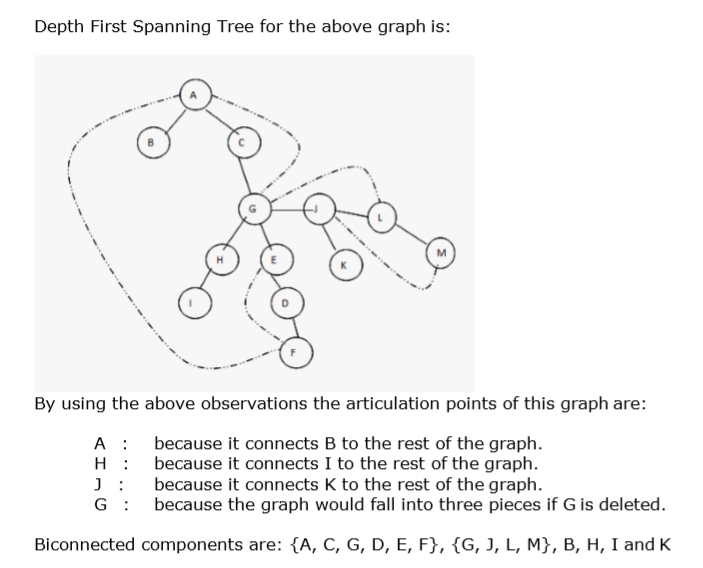 Depth First Spanning Tree for the above graph is:
A
B
C
G
J
L
H
E
K
M
I
D
F
By using the above observations the articulation points of this graph are:
A : because it connects B to the rest of the graph.
H : because it connects I to the rest of the graph.
J : because it connects K to the rest of the graph.
G : because the graph would fall into three pieces if G is deleted.
Biconnected components are: {A, C, G, D, E, F}, {G, J, L, M}, B, H, I and K